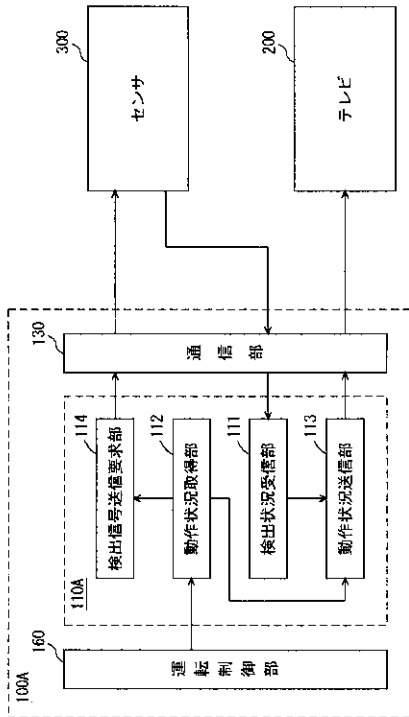 100A
160
運転制御部
110A
114
検出信号送信要求部
112
動作状況取得部
111
検出状況受信部
113
動作状況送信部
130
通信部
300
センサ
200
テレビ